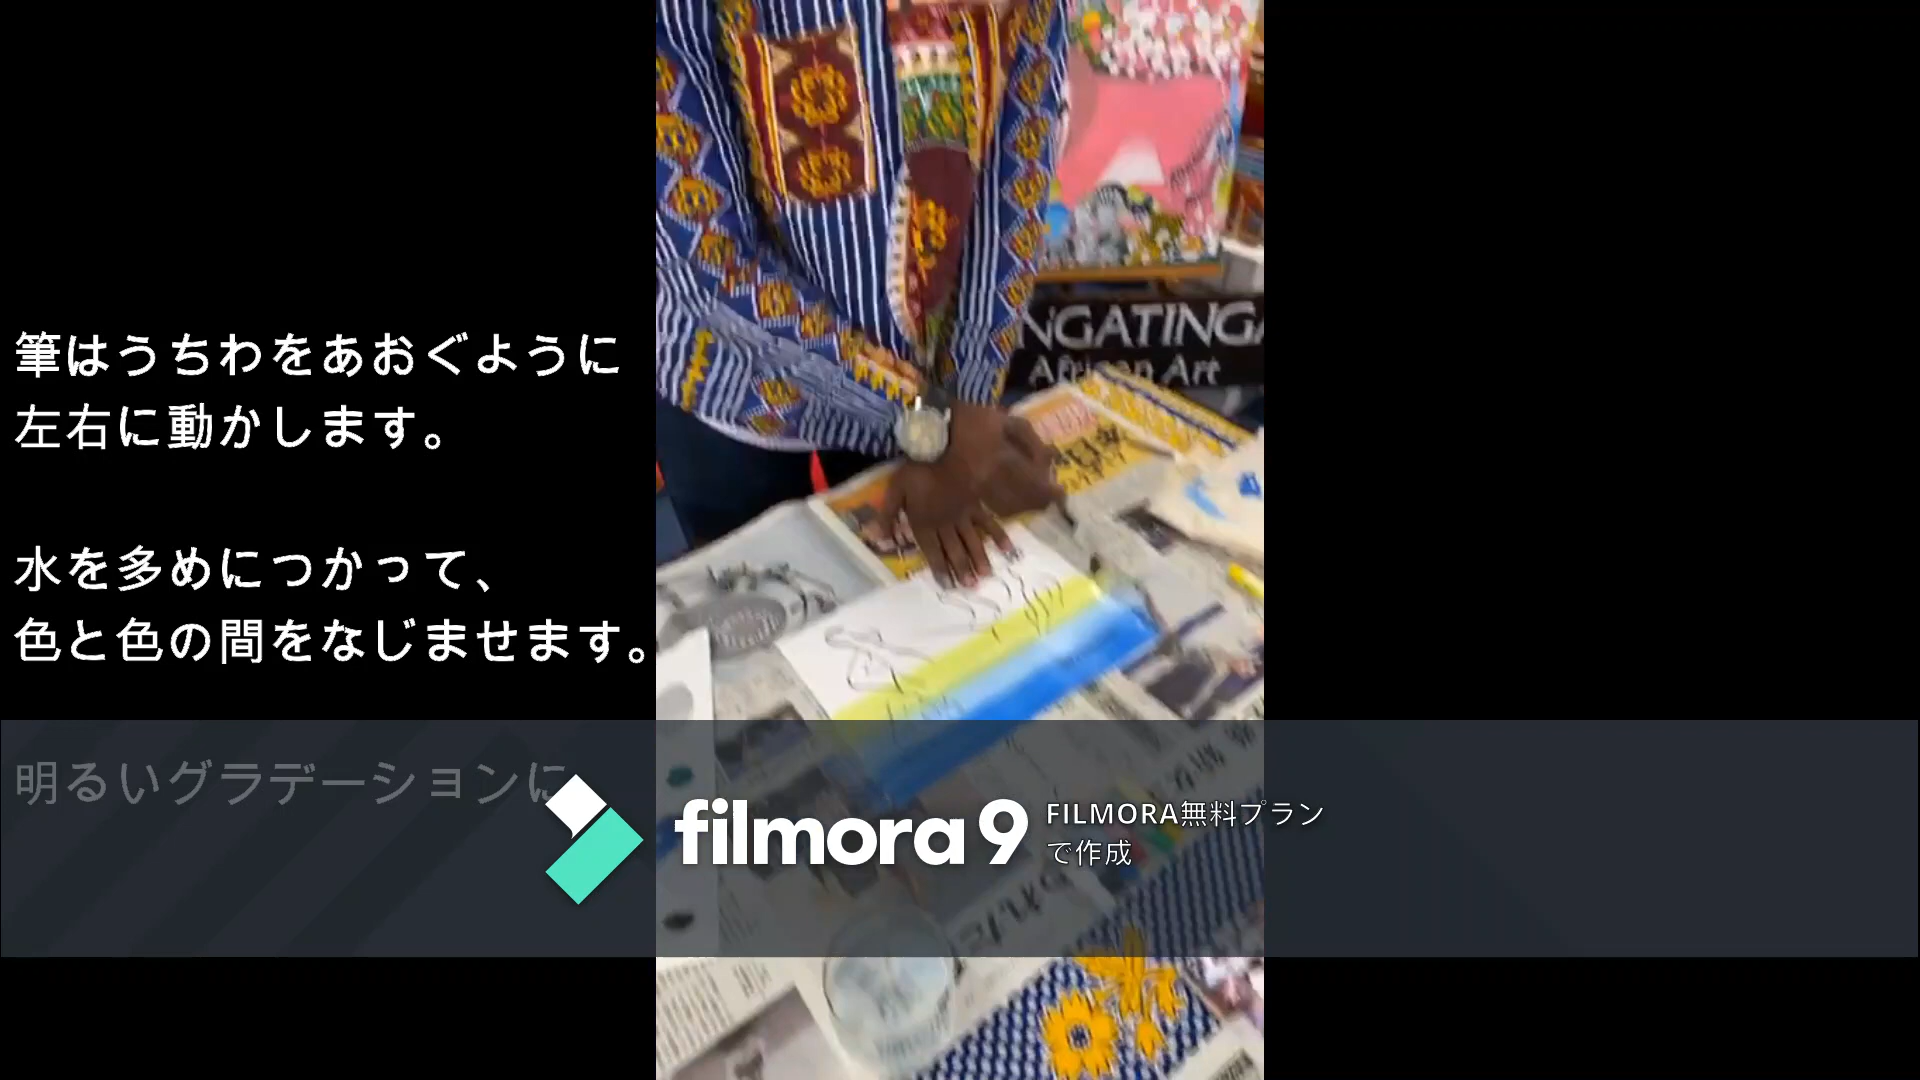 筆はうちわをあおぐように
左右に動かします。
水を多めにつかって、
色と色の間をなじませます。
明るいグラデーションに
NGATINGA
African Art
filmora9
FILMORA無料プラン
で作成